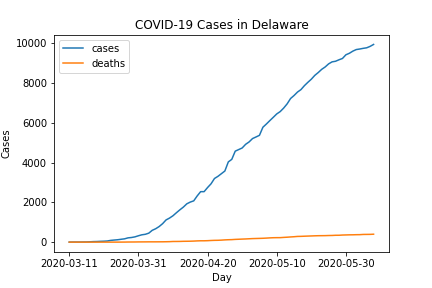 COVID-19 Cases in Delaware
cases
deaths
10000
8000
6000
4000
2000
0
Cases
2020-03-11 2020-03-31 2020-04-20 2020-05-10 2020-05-30
Day